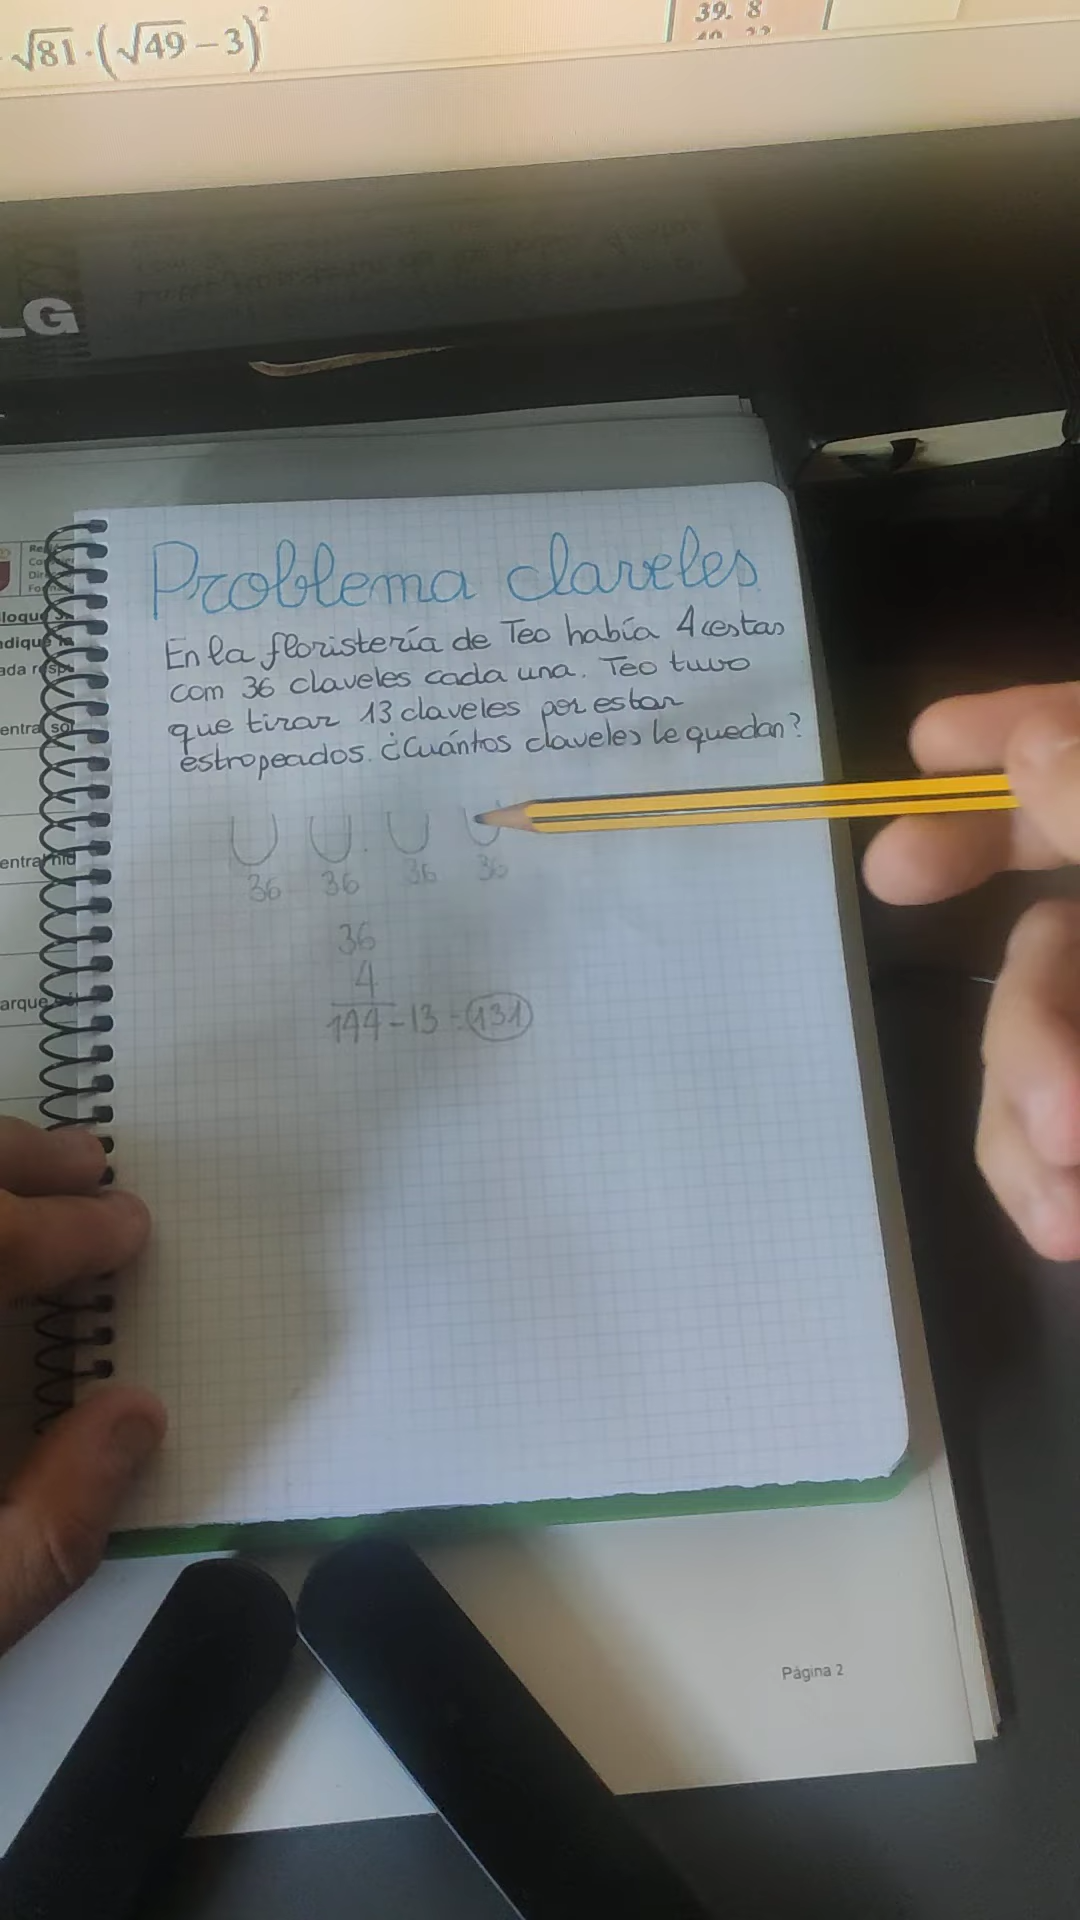 √81·(√49-3)²
39. 8
LG
Problema claveles
En la floristería de Teo había 4 cestas
com 36 claveles cada una. Teo tuvo
que tirar 13 claveles por estar
estropeados. ¿Cuántos claveles le quedan?
36 36 36 36
36
4
144-13=131
Página 2